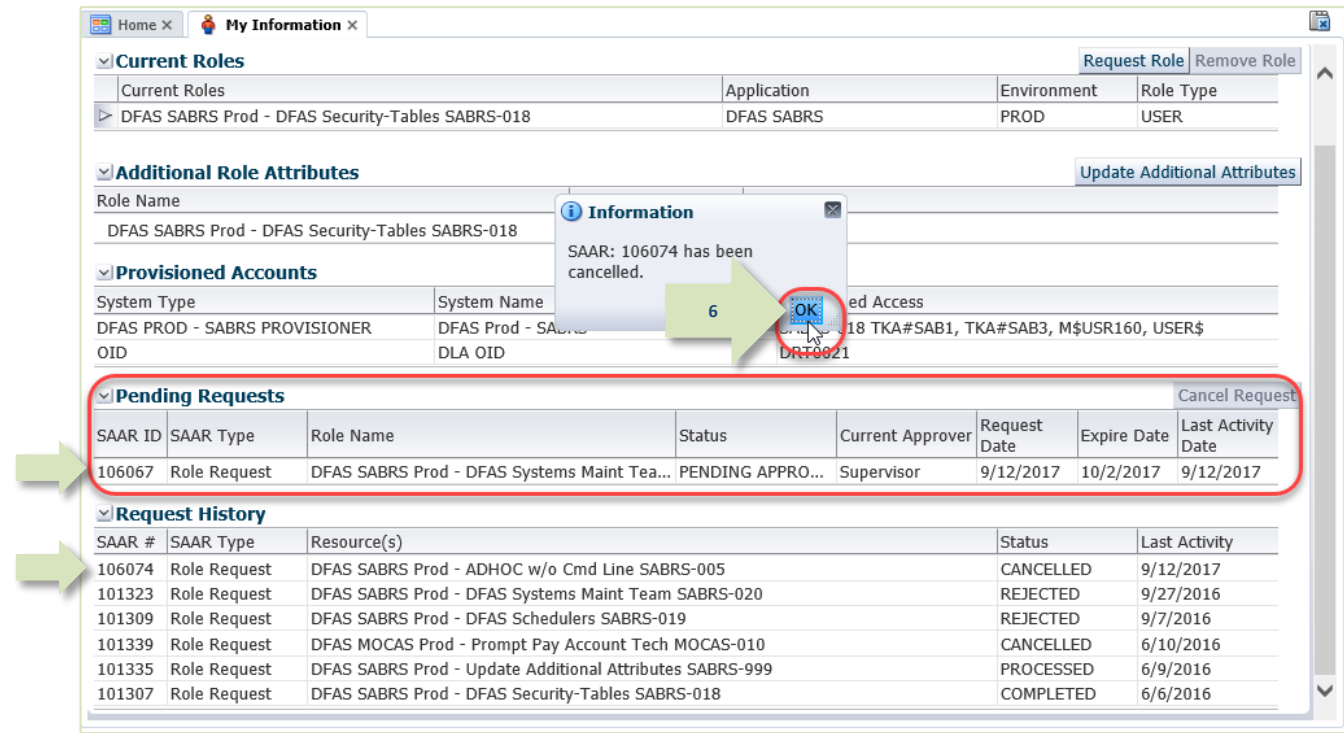 Home × My Information ×
Current Roles Request Role Remove Role
Current Roles Application Environment Role Type
DFAS SABRS Prod - DFAS Security-Tables SABRS-018 DFAS SABRS PROD USER
Additional Role Attributes Update Additional Attributes
Role Name
DFAS SABRS Prod - DFAS Security-Tables SABRS-018
Information
SAAR: 106074 has been
cancelled.
6
OK
Provisioned Accounts
System Type System Name ed Access
DFAS PROD - SABRS PROVISIONER DFAS Prod - 018 TKA#SAB1, TKA#SAB3, M$USR160, USER$
OID DLA OID DRT0021
Pending Requests Cancel Request
SAAR ID SAAR Type Role Name Status Current Approver Request Date Expire Date Last Activity Date
106067 Role Request DFAS SABRS Prod - DFAS Systems Maint Tea... PENDING APPRO... Supervisor 9/12/2017 10/2/2017 9/12/2017
Request History
SAAR # SAAR Type Resource(s) Status Last Activity
106074 Role Request DFAS SABRS Prod - ADHOC w/o Cmd Line SABRS-005 CANCELLED 9/12/2017
101323 Role Request DFAS SABRS Prod - DFAS Systems Maint Team SABRS-020 REJECTED 9/27/2016
101309 Role Request DFAS SABRS Prod - DFAS Schedulers SABRS-019 REJECTED 9/7/2016
101339 Role Request DFAS MOCAS Prod - Prompt Pay Account Tech MOCAS-010 CANCELLED 6/10/2016
101335 Role Request DFAS SABRS Prod - Update Additional Attributes SABRS-999 PROCESSED 6/9/2016
101307 Role Request DFAS SABRS Prod - DFAS Security-Tables SABRS-018 COMPLETED 6/6/2016